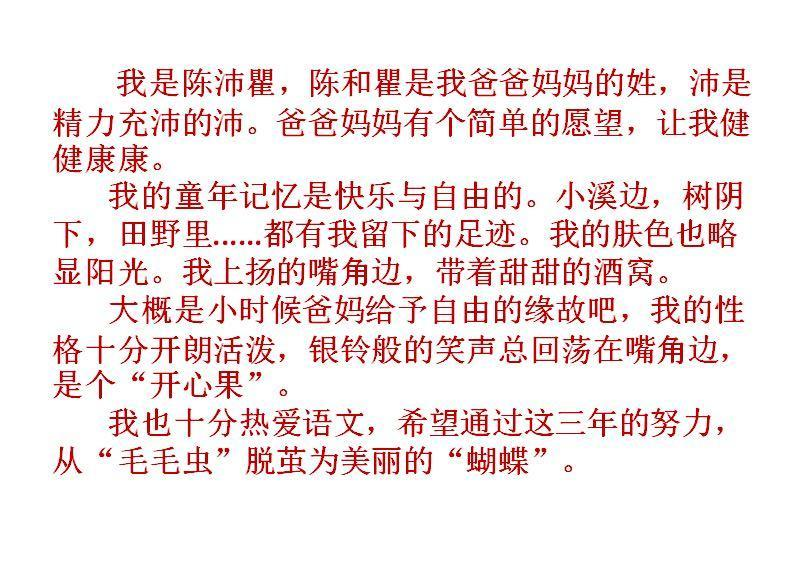 我是陈沛瞿，陈和瞿是我爸爸妈妈的姓，沛是
精力充沛的沛。爸爸妈妈有个简单的愿望，让我健
健康康。
我的童年记忆是快乐与自由的。小溪边，树阴
下，田野里……都有我留下的足迹。我的肤色也略
显阳光。我上扬的嘴角边，带着甜甜的酒窝。
大概是小时候爸妈给予自由的缘故吧，我的性
格十分开朗活泼，银铃般的笑声总回荡在嘴角边，
是个“开心果”。
我也十分热爱语文，希望通过这三年的努力，
从“毛毛虫”脱茧为美丽的“蝴蝶”。